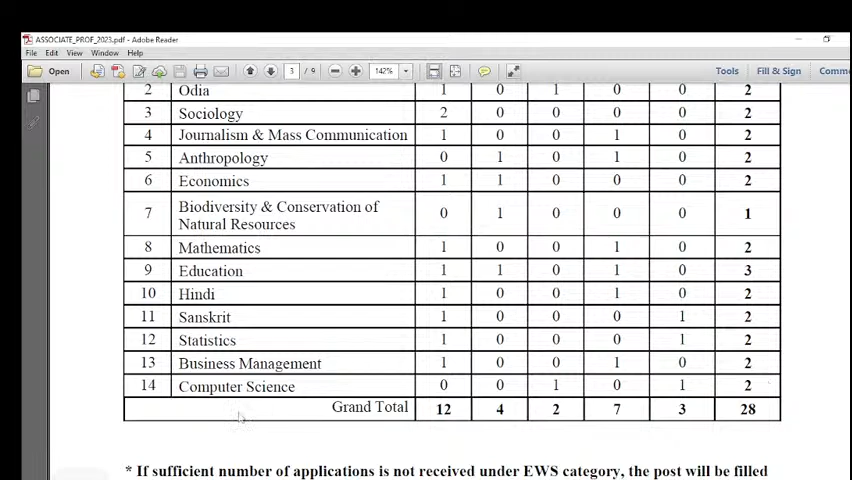 ASSOCIATE_PROF_2023.pdf - Adobe Reader
File Edit View Window Help
Open 3 / 9 142% Tools Fill & Sign Comme
2 Odia 1 0 1 0 0 2
3 Sociology 2 0 0 0 0 2
4 Journalism & Mass Communication 1 0 0 1 0 2
5 Anthropology 0 1 0 1 0 2
6 Economics 1 1 0 0 0 2
7 Biodiversity & Conservation of Natural Resources 0 1 0 0 0 1
8 Mathematics 1 0 0 1 0 2
9 Education 1 1 0 1 0 3
10 Hindi 1 0 0 1 0 2
11 Sanskrit 1 0 0 0 1 2
12 Statistics 1 0 0 0 1 2
13 Business Management 1 0 0 1 0 2
14 Computer Science 0 0 1 0 1 2
Grand Total 12 4 2 7 3 28
* If sufficient number of applications is not received under EWS category, the post will be filled